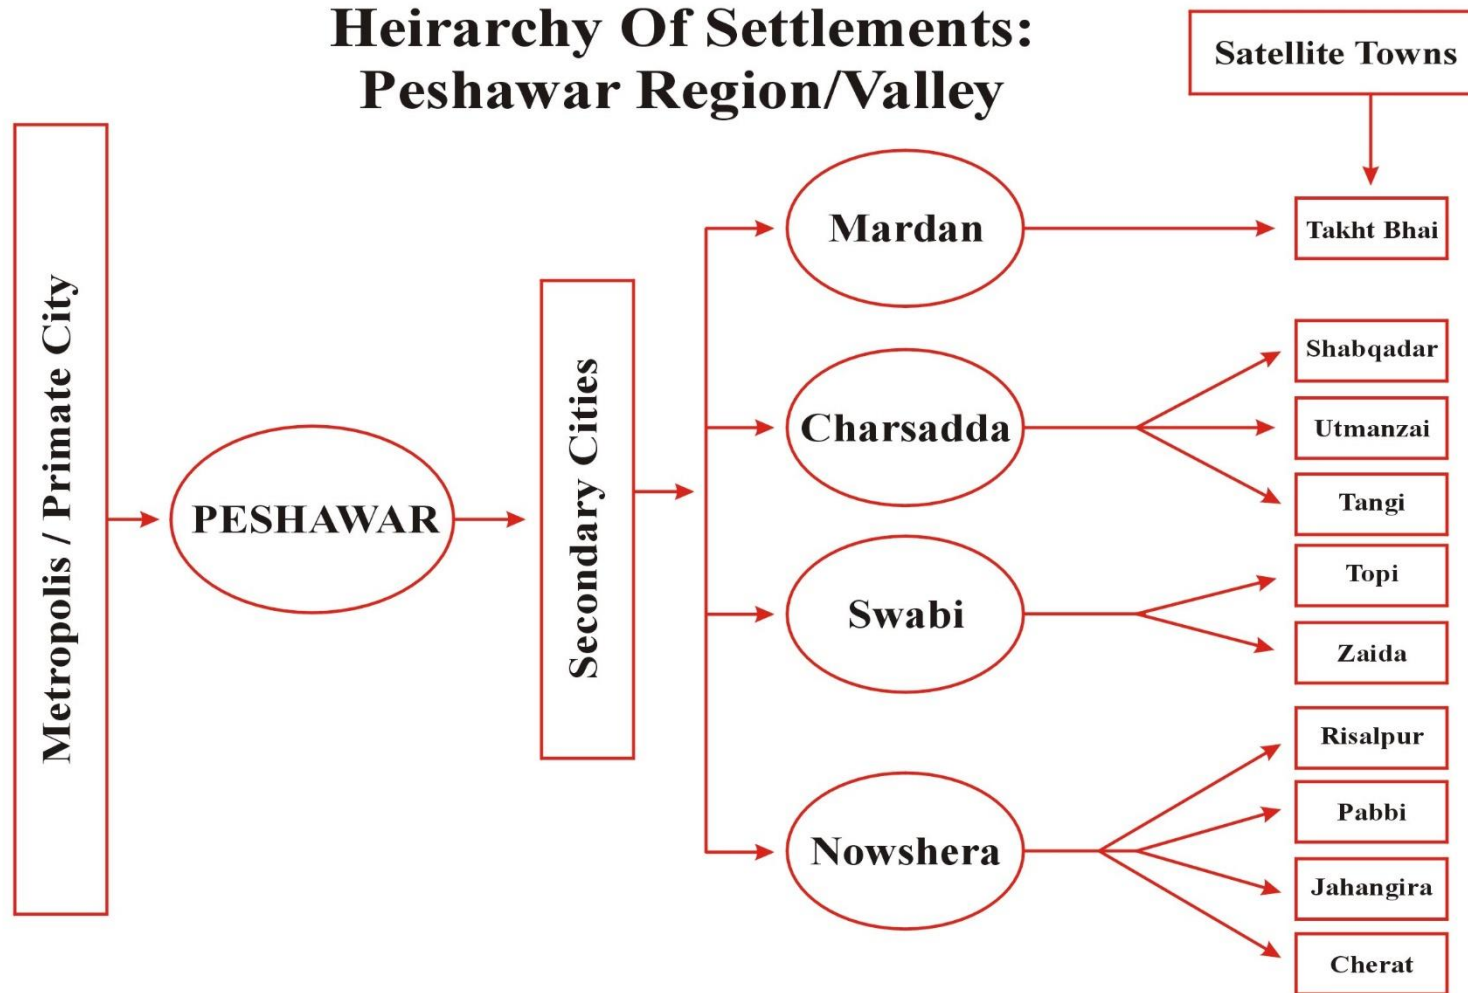 Heirarchy Of Settlements:
Peshawar Region/Valley
Satellite Towns
Metropolis / Primate City
PESHAWAR
Secondary Cities
Mardan
Takht Bhai
Charsadda
Shabqadar
Utmanzai
Tangi
Swabi
Topi
Zaida
Nowshera
Risalpur
Pabbi
Jahangira
Cherat